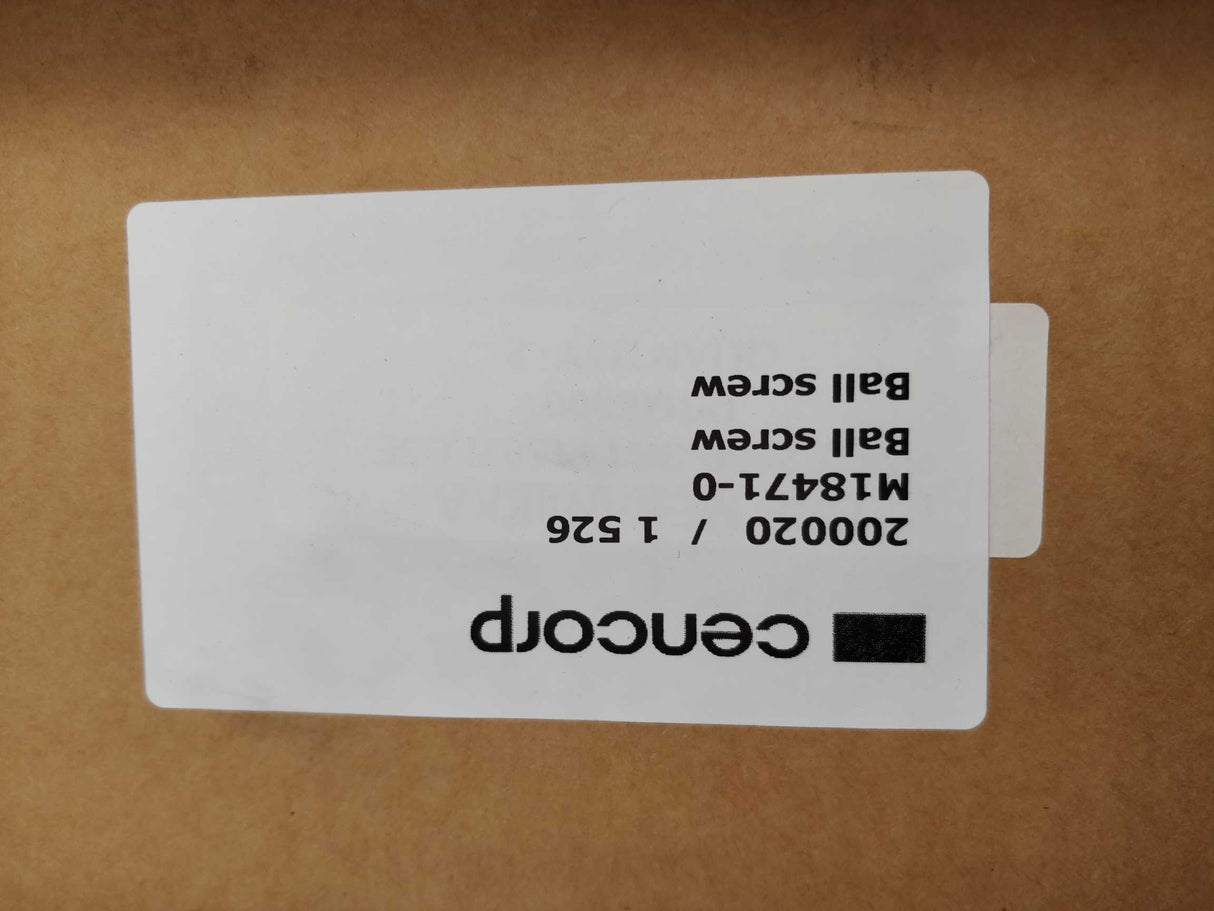 cencorp
200020 / 1 526
M18471-0
Ball screw
Ball screw